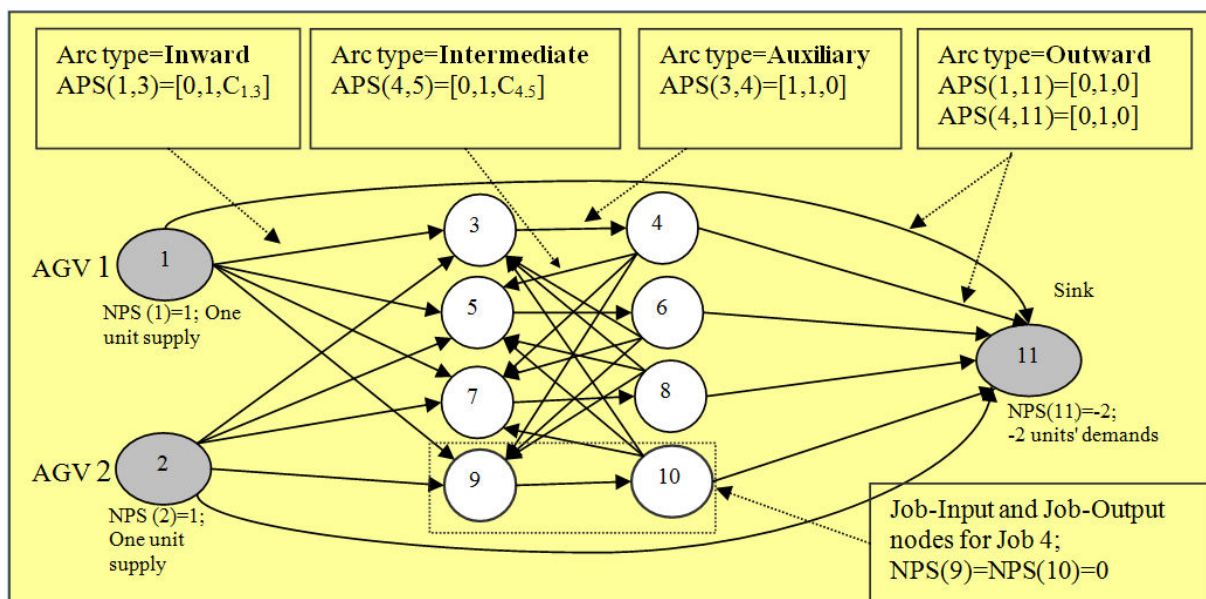 Arc type=Inward
APS(1,3)=[0,1,C1.3]
Arc type=Intermediate
APS(4,5)=[0,1,C4.5]
Arc type=Auxiliary
APS(3,4)=[1,1,0]
Arc type=Outward
APS(1,11)=[0,1,0]
APS(4,11)=[0,1,0]
AGV 1
1
NPS (1)=1; One
unit supply
3
4
5
6
7
8
9
10
Sink
11
NPS(11)=-2;
-2 units' demands
AGV 2
2
NPS (2)=1;
One unit
supply
Job-Input and Job-Output
nodes for Job 4;
NPS(9)=NPS(10)=0